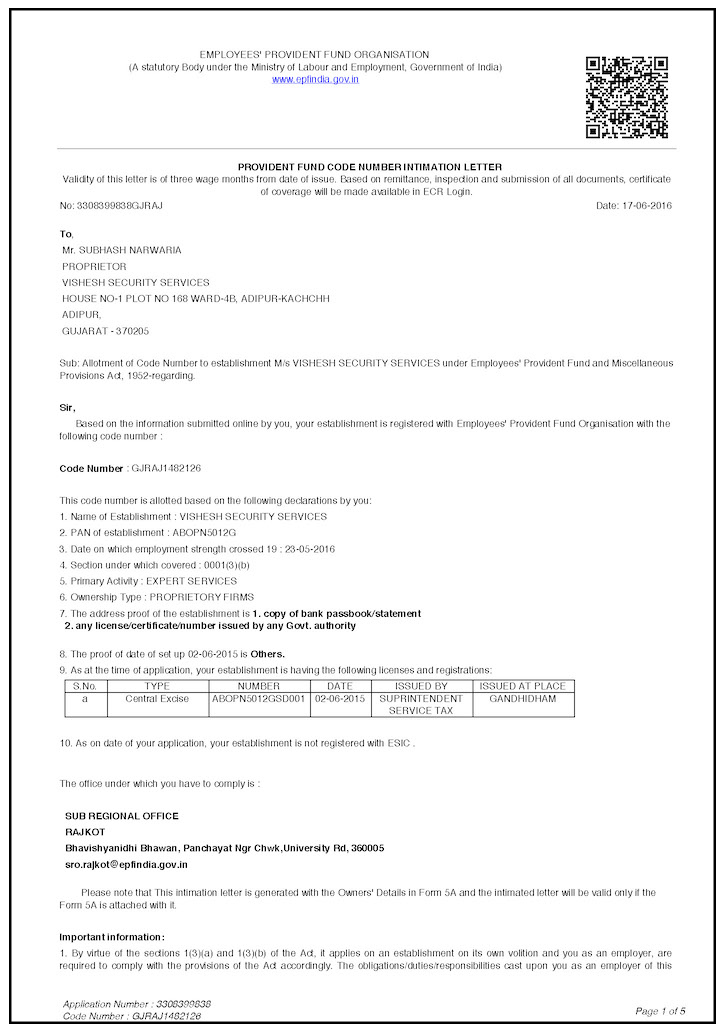 EMPLOYEES' PROVIDENT FUND ORGANISATION
(A statutory Body under the Ministry of Labour and Employment, Government of India)
www.epfindia.gov.in
PROVIDENT FUND CODE NUMBER INTIMATION LETTER
Validity of this letter is of three wage months from date of issue. Based on remittance, inspection and submission of all documents, certificate
of coverage will be made available in ECR Login.
No: 3308399838GJRAJ Date: 17-06-2016
To,
Mr. SUBHASH NARWARIA
PROPRIETOR
VISHESH SECURITY SERVICES
HOUSE NO-1 PLOT NO 168 WARD-4B, ADIPUR-KACHCHH
ADIPUR,
GUJARAT - 370205
Sub: Allotment of Code Number to establishment M/s VISHESH SECURITY SERVICES under Employees' Provident Fund and Miscellaneous
Provisions Act, 1952-regarding.
Sir,
Based on the information submitted online by you, your establishment is registered with Employees' Provident Fund Organisation with the
following code number :
Code Number : GJRAJ1482126
This code number is allotted based on the following declarations by you:
1. Name of Establishment : VISHESH SECURITY SERVICES
2. PAN of establishment : ABOPN5012G
3. Date on which employment strength crossed 19 : 23-05-2016
4. Section under which covered : 0001(3)(b)
5. Primary Activity : EXPERT SERVICES
6. Ownership Type : PROPRIETORY FIRMS
7. The address proof of the establishment is 1. copy of bank passbook/statement
2. any license/certificate/number issued by any Govt. authority
8. The proof of date of set up 02-06-2015 is Others.
9. As at the time of application, your establishment is having the following licenses and registrations:
S.No. TYPE NUMBER DATE ISSUED BY ISSUED AT PLACE
a Central Excise ABOPN5012GSD001 02-06-2015 SUPRINTENDENT GANDHIDHAM
SERVICE TAX
10. As on date of your application, your establishment is not registered with ESIC .
The office under which you have to comply is :
SUB REGIONAL OFFICE
RAJKOT
Bhavishyanidhi Bhawan, Panchayat Ngr Chwk,University Rd, 360005
sro.rajkot@epfindia.gov.in
Please note that This intimation letter is generated with the Owners' Details in Form 5A and the intimated letter will be valid only if the
Form 5A is attached with it.
Important information:
1. By virtue of the sections 1(3)(a) and 1(3)(b) of the Act, it applies on an establishment on its own volition and you as an employer, are
required to comply with the provisions of the Act accordingly. The obligations/duties/responsibilities cast upon you as an employer of this
Application Number : 3308399838
Code Number : GJRAJ1482126
Page 1 of 5